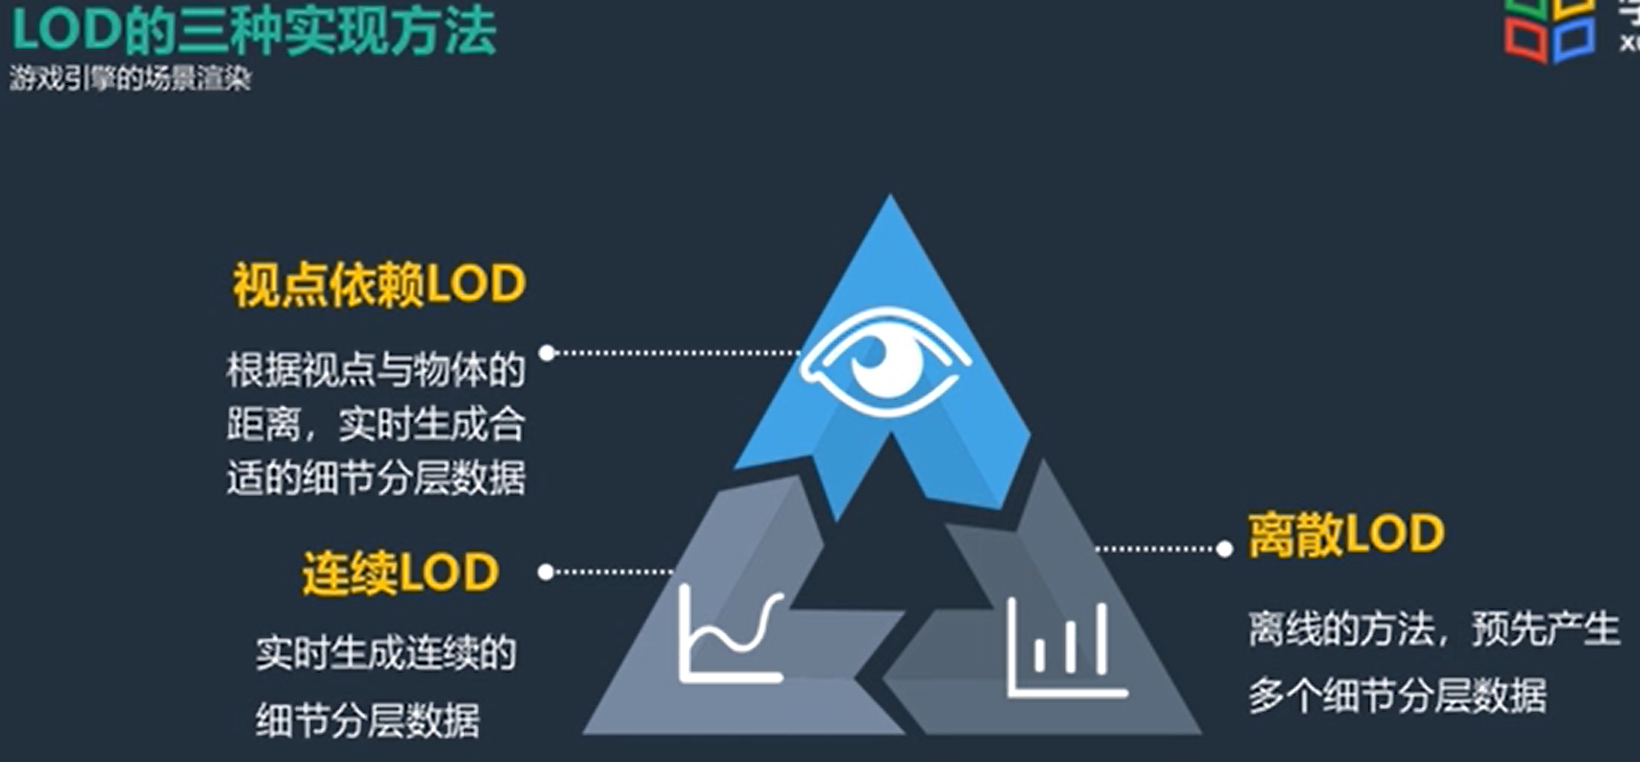 LOD的三种实现方法
游戏引擎的场景渲染
视点依赖LOD
根据视点与物体的
距离，实时生成合
适的细节分层数据
连续LOD
实时生成连续的
细节分层数据
离散LOD
离线的方法，预先产生
多个细节分层数据